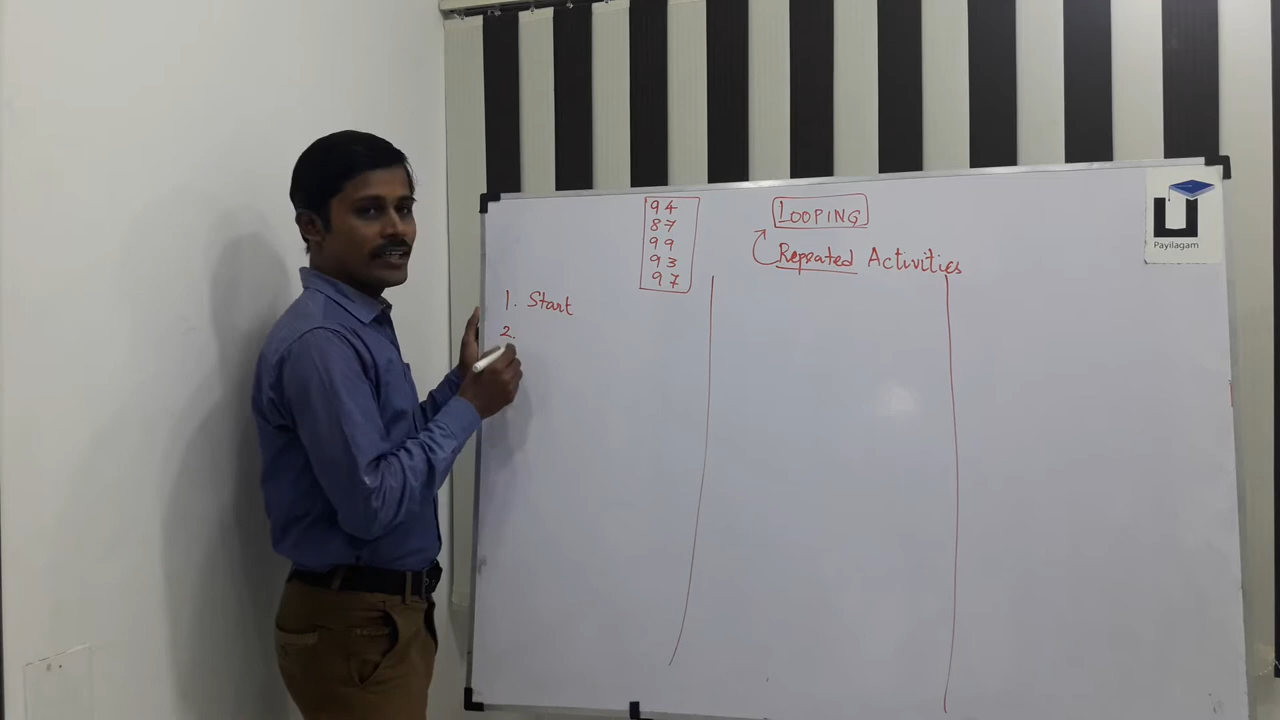 94
87
99
93
97
LOOPING
Repeated Activities
1. Start
2.
Payilagam